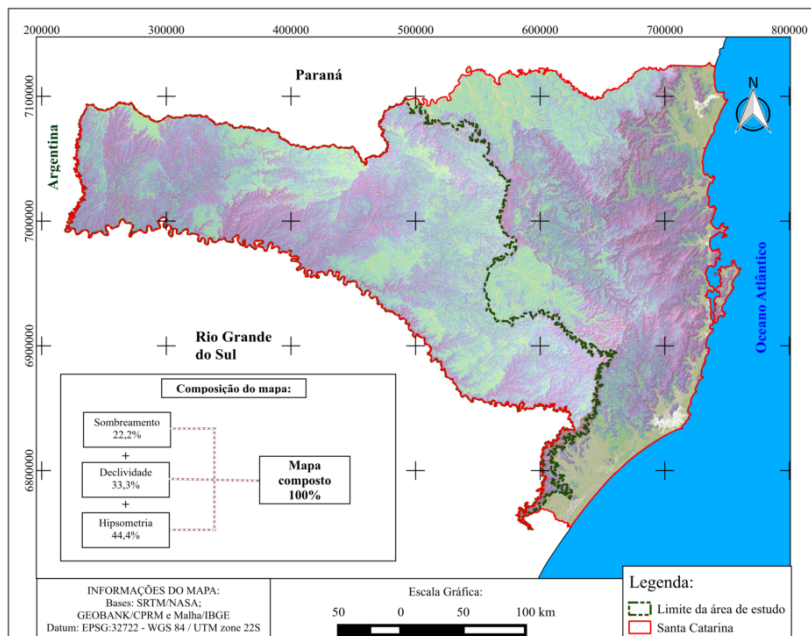 200000 300000 400000 500000 600000 700000 800000
Paraná
N
7100000
Argentina
7000000
Oceano Atlântico
Rio Grande
do Sul
6900000
Composição do mapa:
Sombreamento
22,2%
+
Declividade
33,3%
+
Hipsometria
44,4%
Mapa
composto
100%
6800000
INFORMAÇÕES DO MAPA:
Bases: SRTM/NASA;
GEOBANK/CPRM e Malha/IBGE
Datum: EPSG:32722 - WGS 84 / UTM zone 22S
Escala Gráfica:
50 0 50 100 km
Legenda:
Limite da área de estudo
Santa Catarina